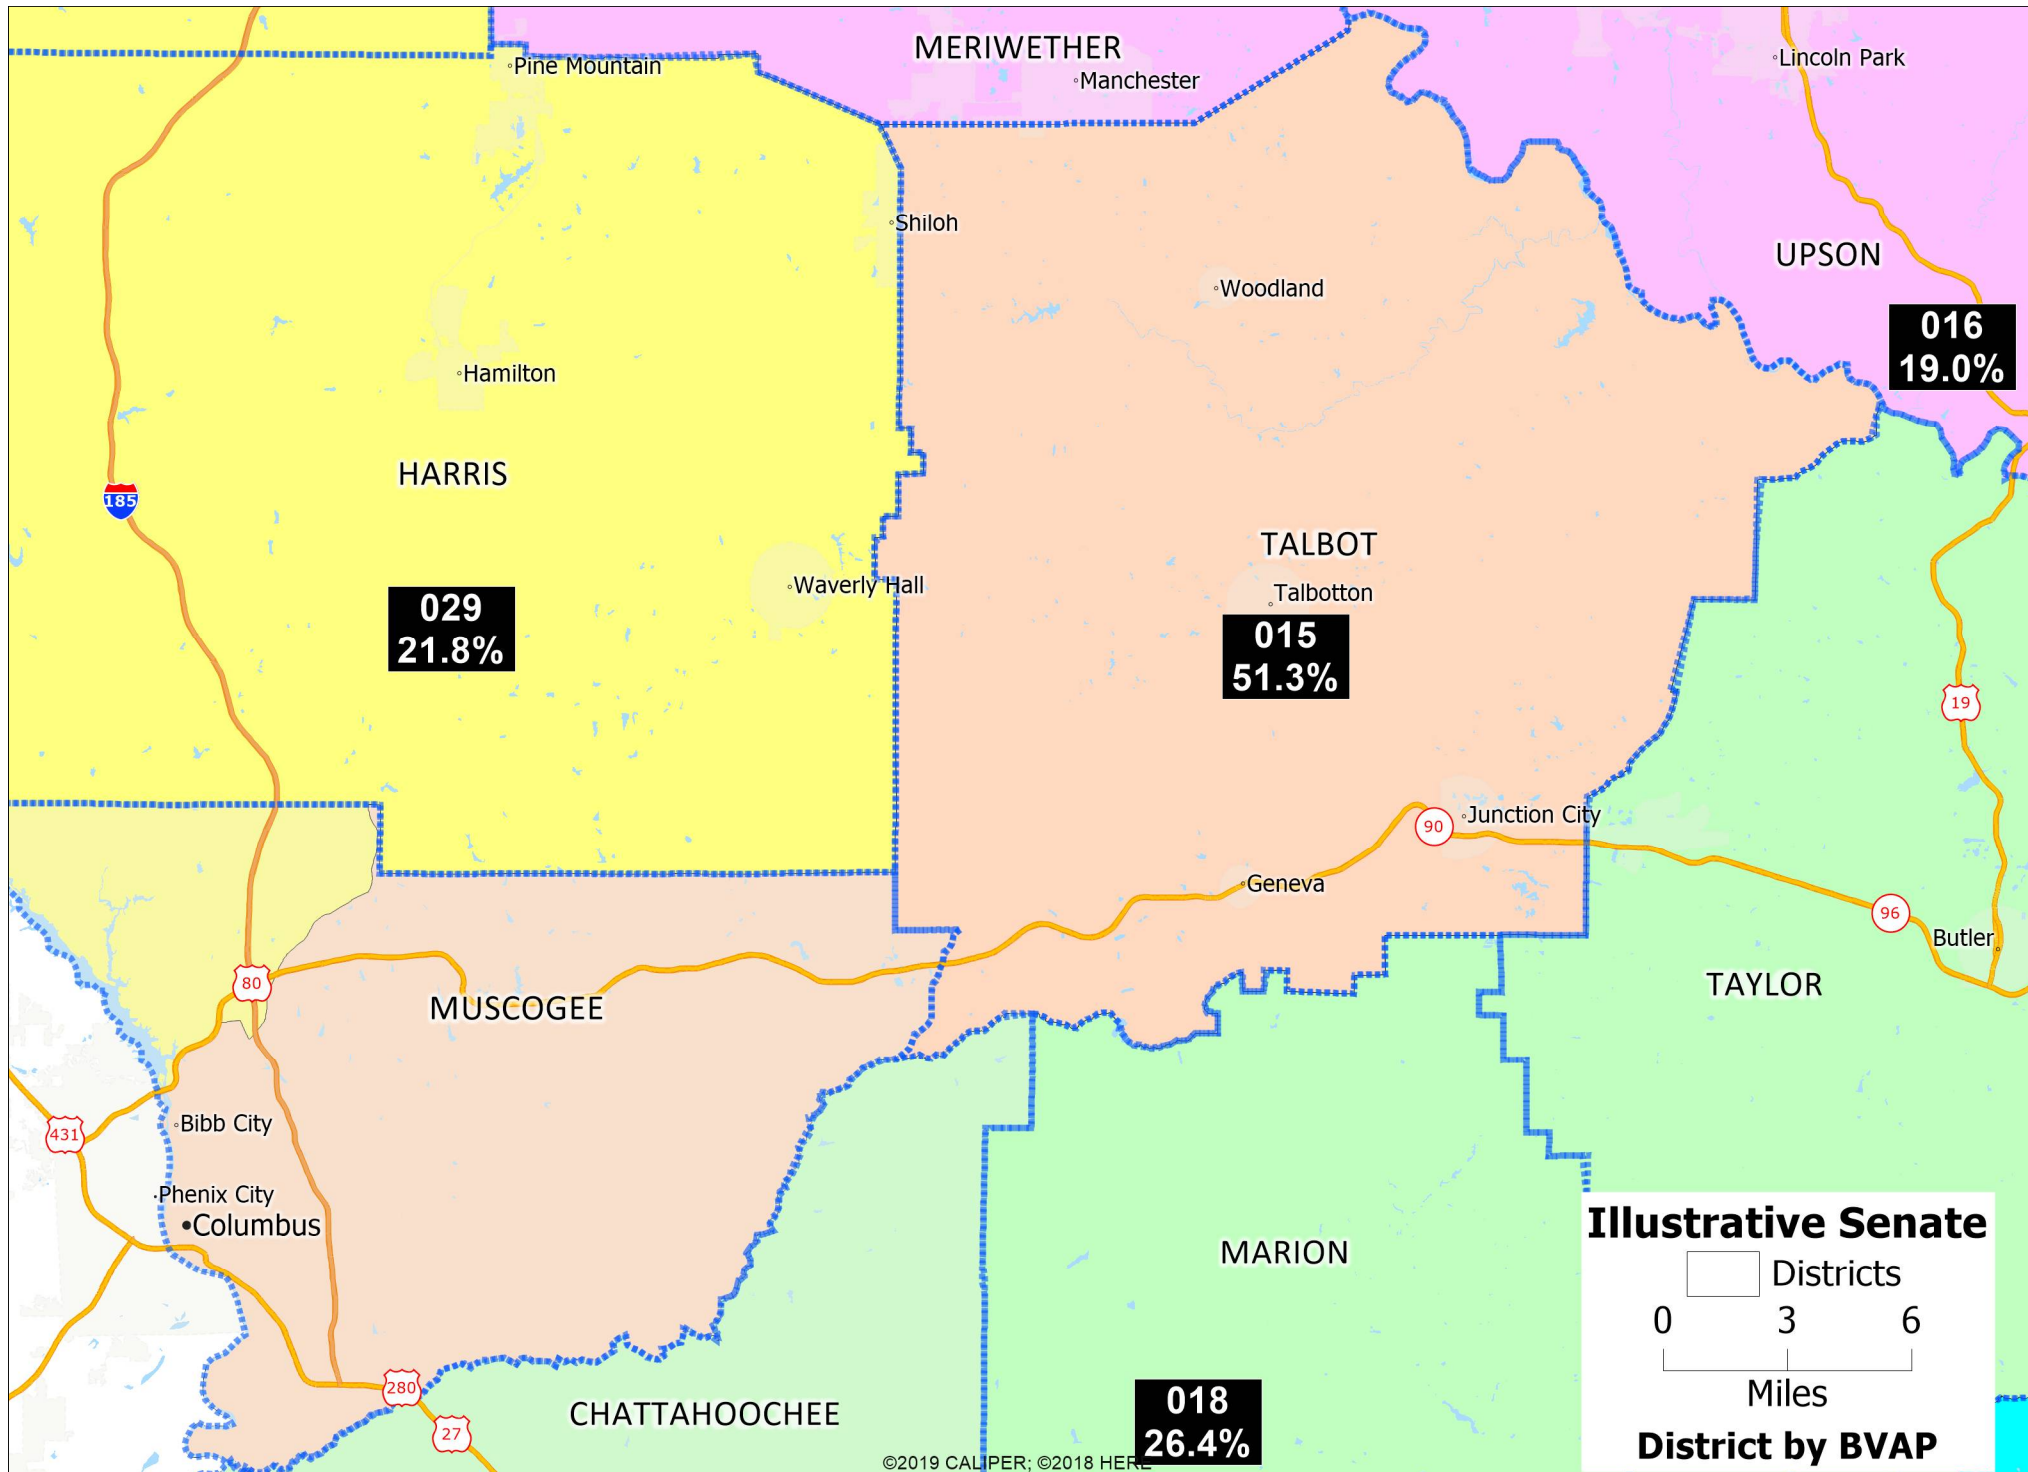 MERIWETHER
Lincoln Park
Pine Mountain
Manchester
Shiloh
UPSON
Woodland
016
19.0%
Hamilton
HARRIS
185
TALBOT
Waverly Hall
Talbotton
029
21.8%
015
51.3%
19
Junction City
90
Geneva
96
Butler
80
TAYLOR
MUSCOGEE
Bibb City
431
Phenix City
Columbus
MARION
Illustrative Senate
Districts
0 3 6
Miles
District by BVAP
280
CHATTAHOOCHEE
018
26.4%
27
©2019 CALIPER; ©2018 HERE